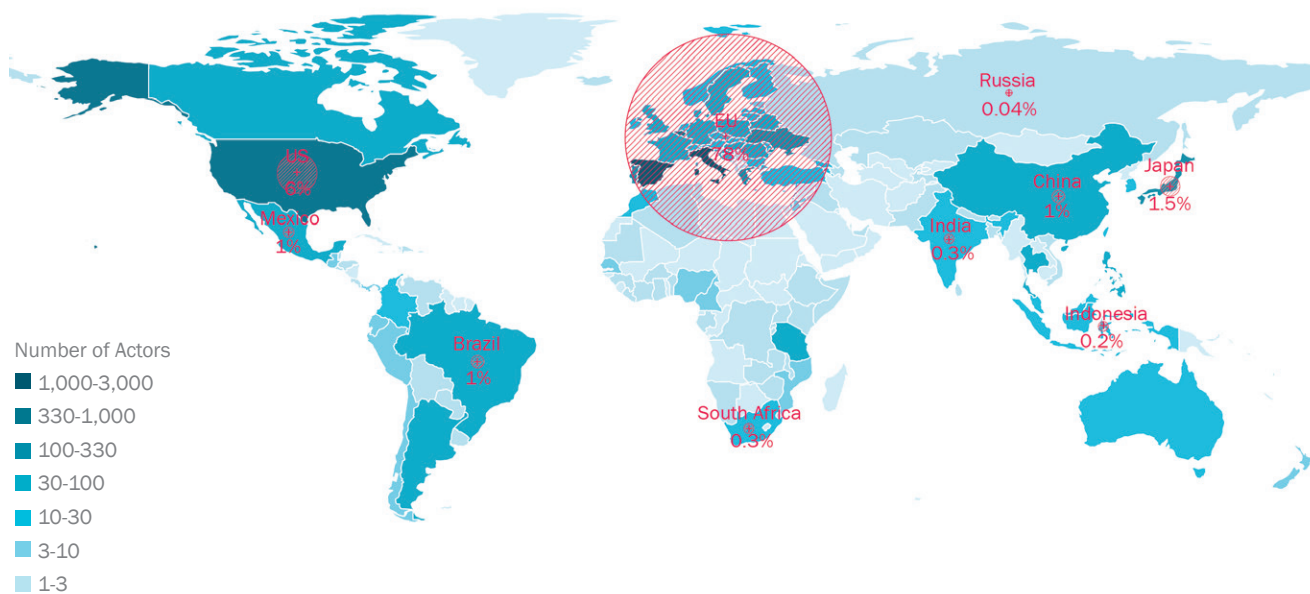 Russia
0.04%
EU
78%
US
6%
Japan
1.5%
China
1%
Mexico
1%
India
0.3%
Indonesia
0.2%
Brazil
1%
South Africa
0.3%
Number of Actors
1,000-3,000
330-1,000
100-330
30-100
10-30
3-10
1-3